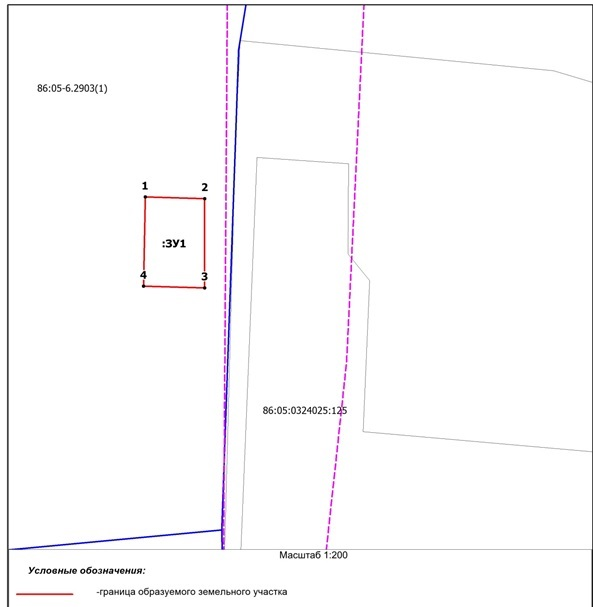 86:05-6.2903(1)
1
2
:ЗУ1
4
3
86:05:0324025:125
Масштаб 1:200
Условные обозначения:
-граница образуемого земельного участка